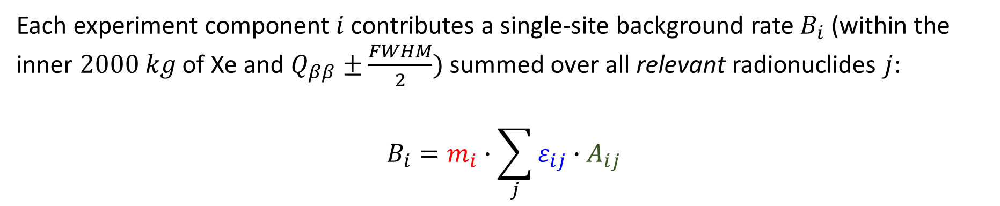 Each experiment component i contributes a single-site background rate B_i (within the
inner 2000 kg of Xe and Q_ββ ± FWHM/2) summed over all relevant radionuclides j:
B_i = m_i · ∑_j ε_ij · A_ij